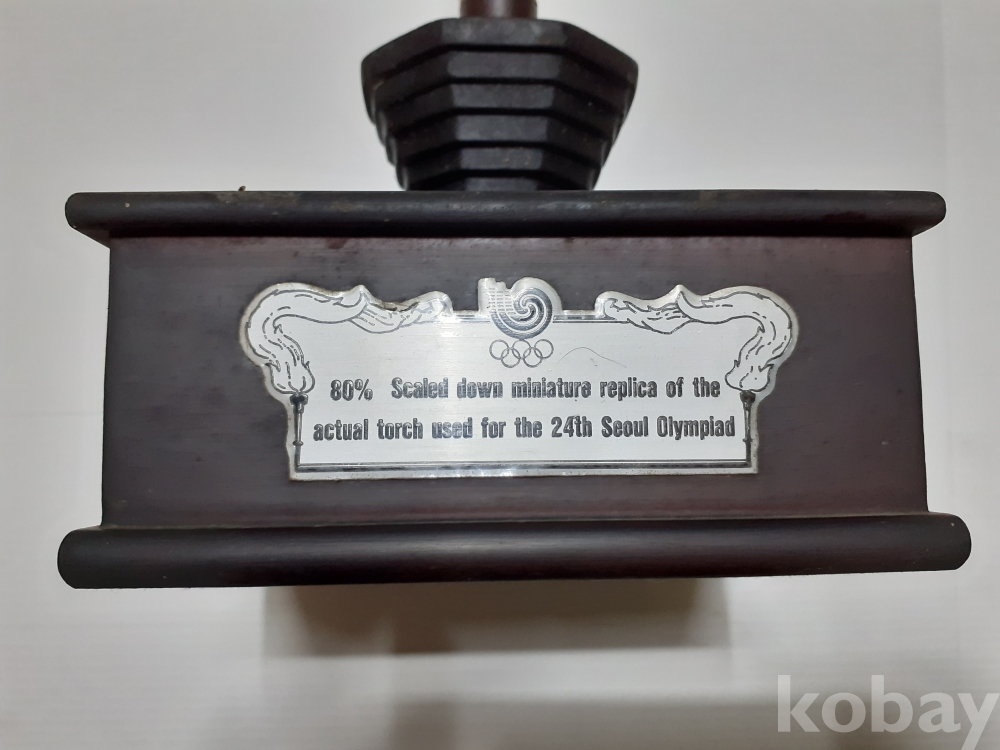 80% Scaled down miniature replica of the
actual torch used for the 24th Seoul Olympiad
kobay